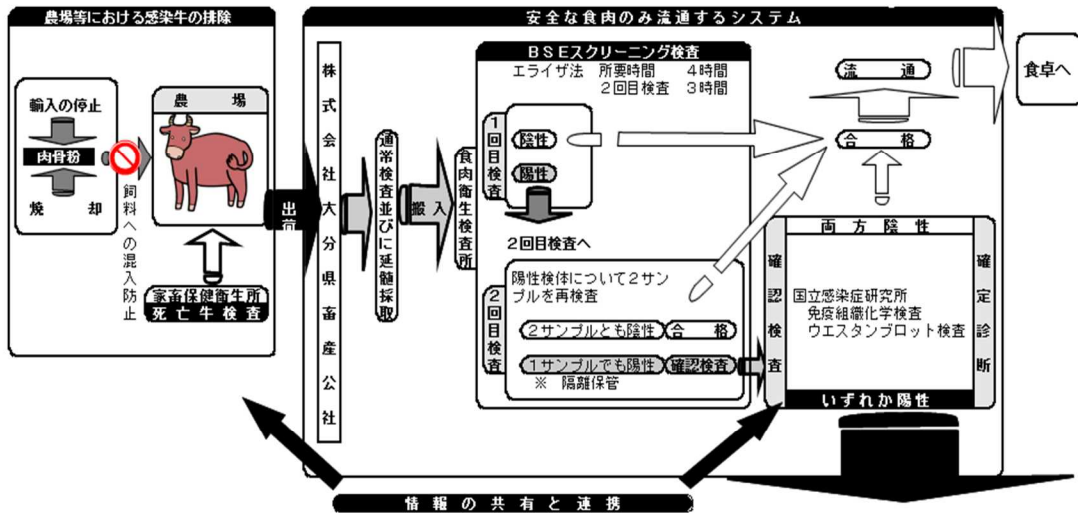 農場等における感染牛の排除
輸入の停止
肉骨粉
焼 却
飼料への混入防止
農 場
家畜保健衛生所
死亡牛検査
出荷
安全な食肉のみ流通するシステム
株式会社大分県畜産公社
通常検査並びに延髄採取
搬入
食肉衛生検査所
BSEスクリーニング検査
エライザ法 所要時間 4時間
2回目検査 3時間
1回目検査
陰性
陽性
2回目検査へ
2回目検査
陽性検体について2サン
プルを再検査
2サンプルとも陰性 合 格
1サンプルでも陽性 確認検査
※ 隔離保管
流 通
合 格
食卓へ
両方陰性
確認検査
国立感染症研究所
免疫組織化学検査
ウエスタンブロット検査
確定診断
いずれか陽性
情報の共有と連携